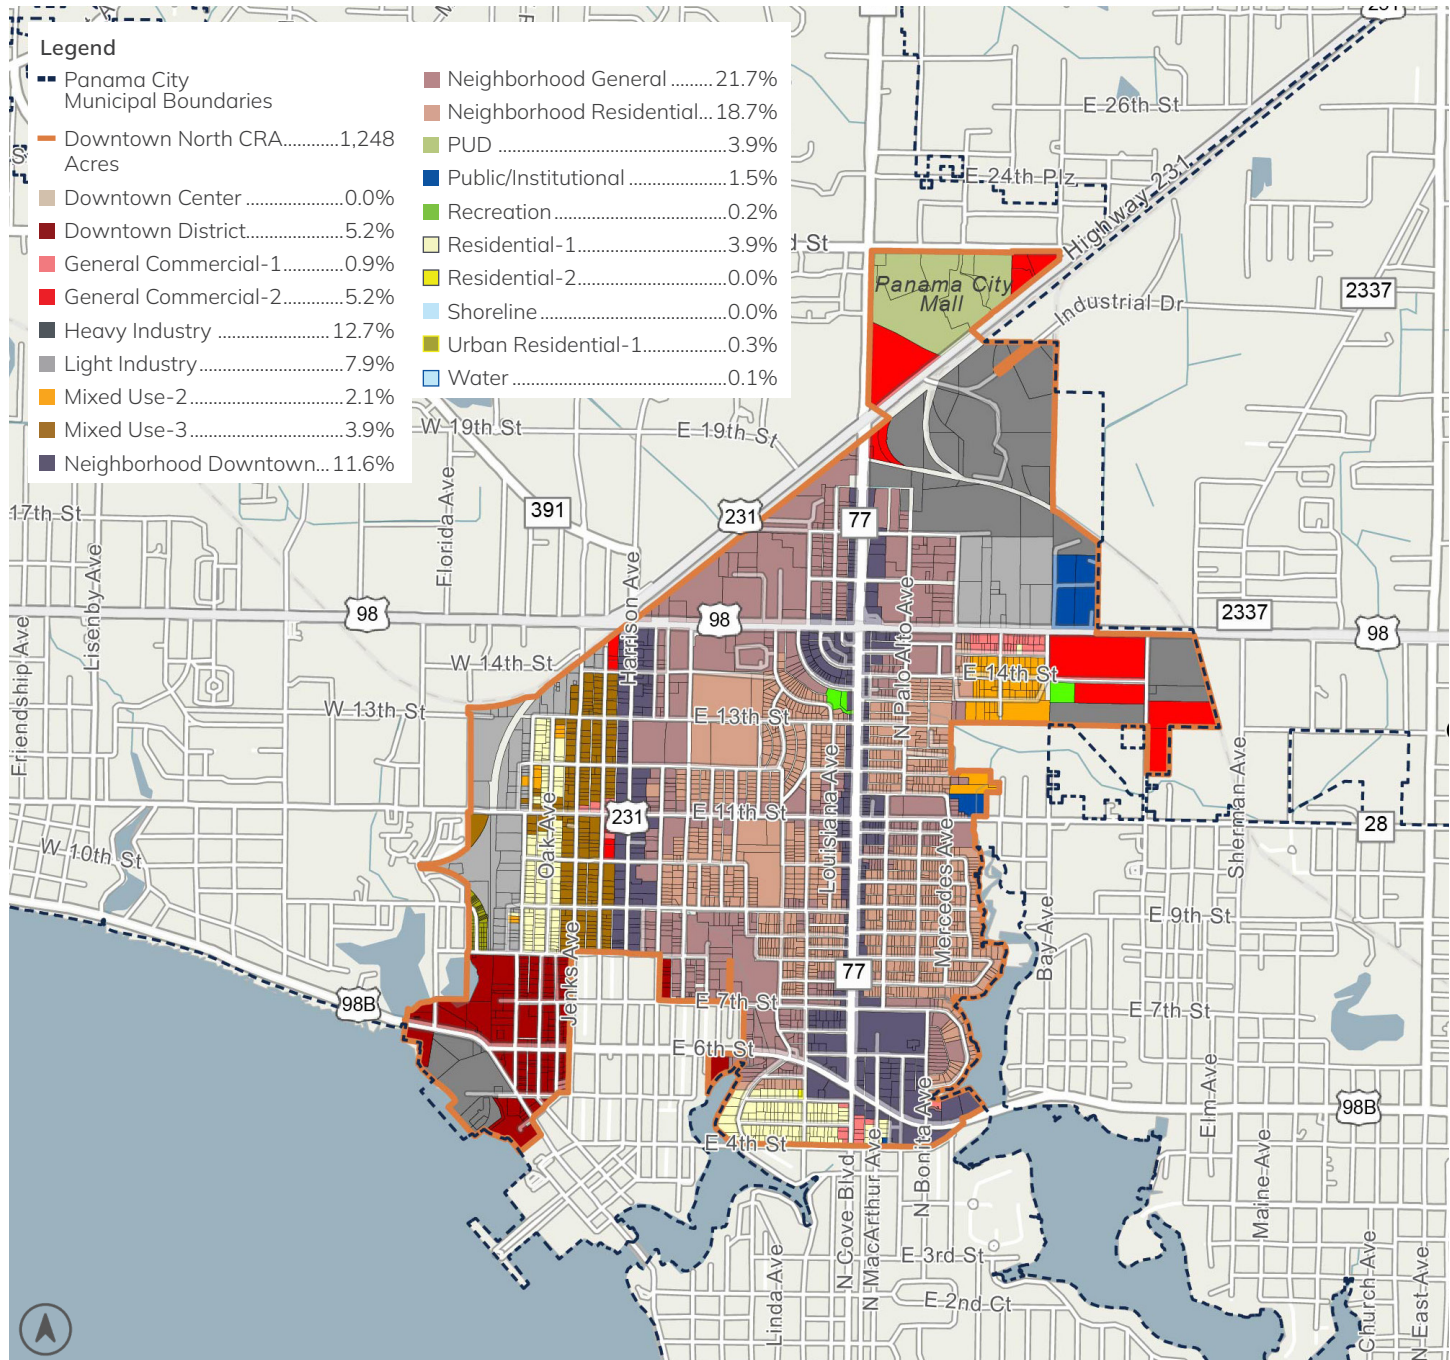 Legend
Panama City
Municipal Boundaries
Downtown North CRA............1,248
Acres
Downtown Center ....................0.0%
Downtown District....................5.2%
General Commercial-1............0.9%
General Commercial-2............5.2%
Heavy Industry .......................12.7%
Light Industry............................7.9%
Mixed Use-2..............................2.1%
Mixed Use-3..............................3.9%
Neighborhood Downtown...11.6%
Neighborhood General .........21.7%
Neighborhood Residential...18.7%
PUD ..............................................3.9%
Public/Institutional ....................1.5%
Recreation ..................................0.2%
Residential-1..............................3.9%
Residential-2..............................0.0%
Shoreline .....................................0.0%
Urban Residential-1.................0.3%
Water ...........................................0.1%
E 26th St
E 24th Plz
Highway 231
d St
Panama City
Mall
Industrial Dr
2337
W 19th St
E 19th St
17th St
391
231
77
Florida Ave
Lisenby Ave
Harrison Ave
N Palo Alto Ave
98
98
2337
98
Friendship Ave
W 14th St
E 14th St
W 13th St
E 13th St
Louisiana Ave
Sherman Ave
W 10th St
Oak Ave
231
E 11th St
Mercedes Ave
28
E 9th St
Bay Ave
Jenks Ave
77
98B
E 7th St
E 7th St
E 6th St
N Bonita Ave
Elm Ave
98B
E 4th St
N Cove Blvd
N MacArthur Ave
Maine Ave
E 3rd St
Linda Ave
E 2nd Ct
Church Ave
N East Ave